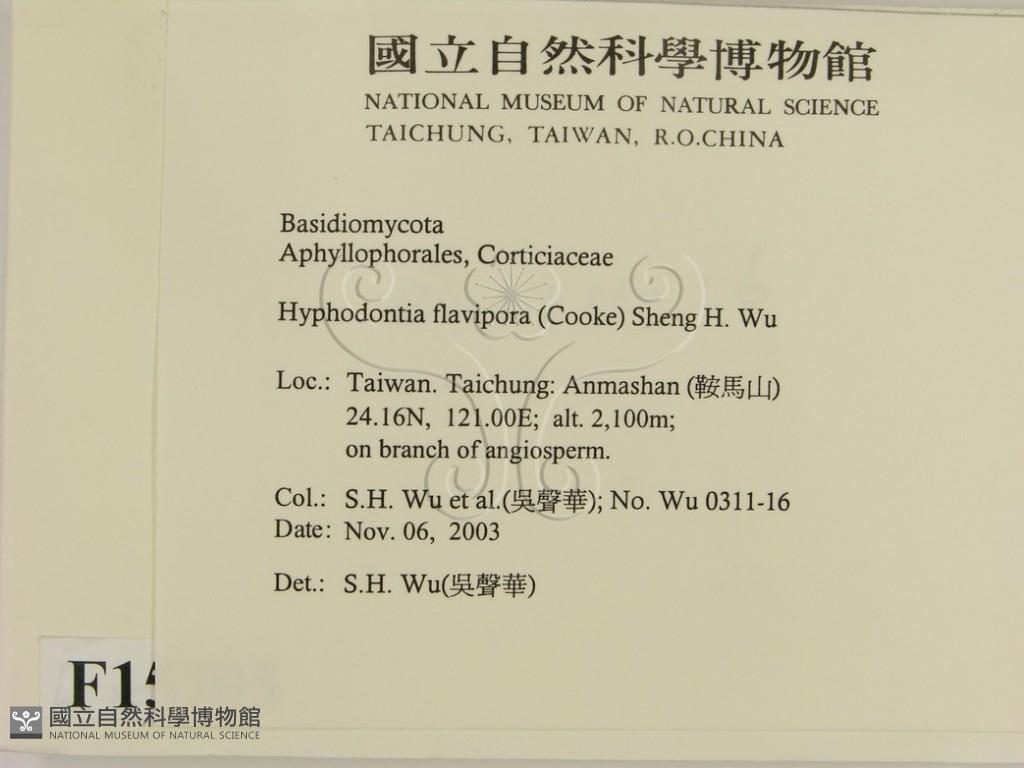 國立自然科學博物館
NATIONAL MUSEUM OF NATURAL SCIENCE
TAICHUNG, TAIWAN, R.O.CHINA
Basidiomycota
Aphyllophorales, Corticiaceae
Hyphodontia flavipora (Cooke) Sheng H. Wu
Loc.: Taiwan. Taichung: Anmashan (鞍馬山)
24.16N, 121.00E; alt. 2,100m;
on branch of angiosperm.
Col.: S.H. Wu et al.(吳聲華); No. Wu 0311-16
Date: Nov. 06, 2003
Det.: S.H. Wu(吳聲華)
國立自然科學博物館
NATIONAL MUSEUM OF NATURAL SCIENCE